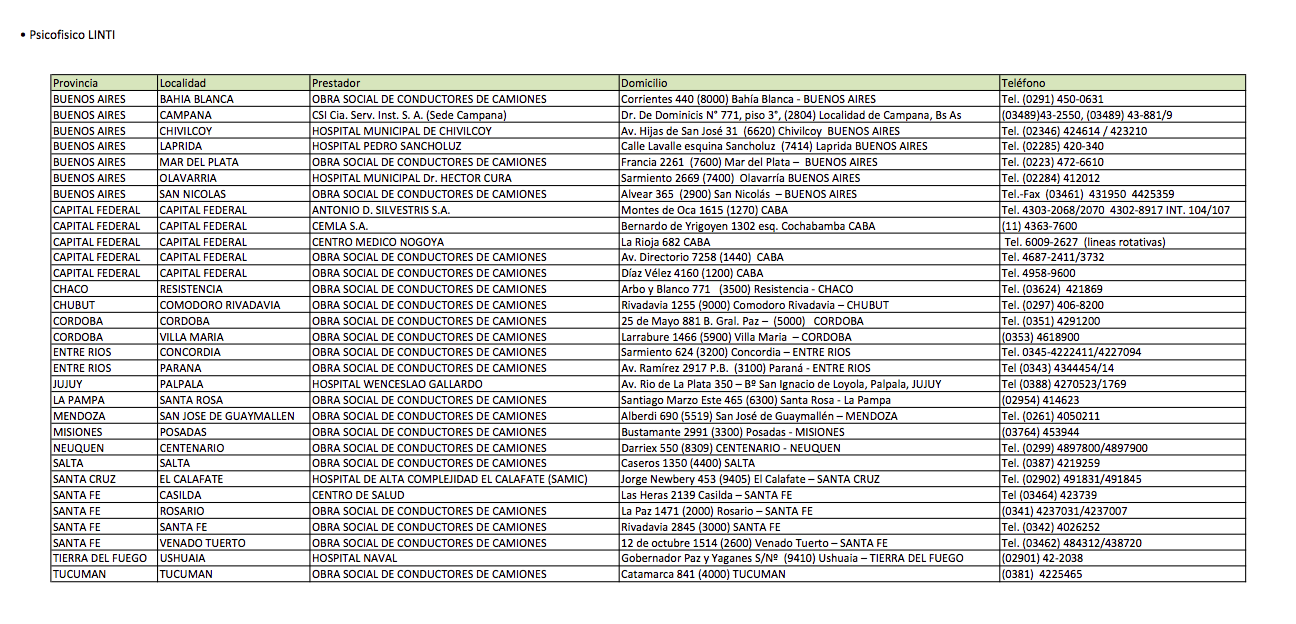 • Psicofisico LINTI
Provincia Localidad Prestador Domicilio Teléfono
BUENOS AIRES BAHIA BLANCA OBRA SOCIAL DE CONDUCTORES DE CAMIONES Corrientes 440 (8000) Bahía Blanca - BUENOS AIRES Tel. (0291) 450-0631
BUENOS AIRES CAMPANA CSI Cia. Serv. Inst. S. A. (Sede Campana) Dr. De Dominicis N° 771, piso 3°, (2804) Localidad de Campana, Bs As (03489)43-2550, (03489) 43-881/9
BUENOS AIRES CHIVILCOY HOSPITAL MUNICIPAL DE CHIVILCOY Av. Hijas de San José 31 (6620) Chivilcoy BUENOS AIRES Tel. (02346) 424614 / 423210
BUENOS AIRES LAPRIDA HOSPITAL PEDRO SANCHOLUZ Calle Lavalle esquina Sancholuz (7414) Laprida BUENOS AIRES Tel. (02285) 420-340
BUENOS AIRES MAR DEL PLATA OBRA SOCIAL DE CONDUCTORES DE CAMIONES Francia 2261 (7600) Mar del Plata – BUENOS AIRES Tel. (0223) 472-6610
BUENOS AIRES OLAVARRIA HOSPITAL MUNICIPAL Dr. HECTOR CURA Sarmiento 2669 (7400) Olavarría BUENOS AIRES Tel. (02284) 412012
BUENOS AIRES SAN NICOLAS OBRA SOCIAL DE CONDUCTORES DE CAMIONES Alvear 365 (2900) San Nicolás – BUENOS AIRES Tel.-Fax (03461) 431950 4425359
CAPITAL FEDERAL CAPITAL FEDERAL ANTONIO D. SILVESTRIS S.A. Montes de Oca 1615 (1270) CABA Tel. 4303-2068/2070 4302-8917 INT. 104/107
CAPITAL FEDERAL CAPITAL FEDERAL CEMLA S.A. Bernardo de Yrigoyen 1302 esq. Cochabamba CABA (11) 4363-7600
CAPITAL FEDERAL CAPITAL FEDERAL CENTRO MEDICO NOGOYA La Rioja 682 CABA Tel. 6009-2627 (lineas rotativas)
CAPITAL FEDERAL CAPITAL FEDERAL OBRA SOCIAL DE CONDUCTORES DE CAMIONES Av. Directorio 7258 (1440) CABA Tel. 4687-2411/3732
CAPITAL FEDERAL CAPITAL FEDERAL OBRA SOCIAL DE CONDUCTORES DE CAMIONES Díaz Vélez 4160 (1200) CABA Tel. 4958-9600
CHACO RESISTENCIA OBRA SOCIAL DE CONDUCTORES DE CAMIONES Arbo y Blanco 771 (3500) Resistencia - CHACO Tel. (03624) 421869
CHUBUT COMODORO RIVADAVIA OBRA SOCIAL DE CONDUCTORES DE CAMIONES Rivadavia 1255 (9000) Comodoro Rivadavia – CHUBUT Tel. (0297) 406-8200
CORDOBA CORDOBA OBRA SOCIAL DE CONDUCTORES DE CAMIONES 25 de Mayo 881 B. Gral. Paz – (5000) CORDOBA Tel. (0351) 4291200
CORDOBA VILLA MARIA OBRA SOCIAL DE CONDUCTORES DE CAMIONES Larrabure 1466 (5900) Villa Maria – CORDOBA (0353) 4618900
ENTRE RIOS CONCORDIA OBRA SOCIAL DE CONDUCTORES DE CAMIONES Sarmiento 624 (3200) Concordia – ENTRE RIOS Tel. 0345-4222411/4227094
ENTRE RIOS PARANA OBRA SOCIAL DE CONDUCTORES DE CAMIONES Av. Ramírez 2917 P.B. (3100) Paraná - ENTRE RIOS Tel (0343) 4344454/14
JUJUY PALPALA HOSPITAL WENCESLAO GALLARDO Av. Rio de La Plata 350 – Bº San Ignacio de Loyola, Palpala, JUJUY Tel (0388) 4270523/1769
LA PAMPA SANTA ROSA OBRA SOCIAL DE CONDUCTORES DE CAMIONES Santiago Marzo Este 465 (6300) Santa Rosa - La Pampa (02954) 414623
MENDOZA SAN JOSE DE GUAYMALLEN OBRA SOCIAL DE CONDUCTORES DE CAMIONES Alberdi 690 (5519) San José de Guaymallén – MENDOZA Tel. (0261) 4050211
MISIONES POSADAS OBRA SOCIAL DE CONDUCTORES DE CAMIONES Bustamante 2991 (3300) Posadas - MISIONES (03764) 453944
NEUQUEN CENTENARIO OBRA SOCIAL DE CONDUCTORES DE CAMIONES Darriex 550 (8309) CENTENARIO - NEUQUEN Tel. (0299) 4897800/4897900
SALTA SALTA OBRA SOCIAL DE CONDUCTORES DE CAMIONES Caseros 1350 (4400) SALTA Tel. (0387) 4219259
SANTA CRUZ EL CALAFATE HOSPITAL DE ALTA COMPLEJIDAD EL CALAFATE (SAMIC) Jorge Newbery 453 (9405) El Calafate – SANTA CRUZ Tel. (02902) 491831/491845
SANTA FE CASILDA CENTRO DE SALUD Las Heras 2139 Casilda – SANTA FE Tel (03464) 423739
SANTA FE ROSARIO OBRA SOCIAL DE CONDUCTORES DE CAMIONES La Paz 1471 (2000) Rosario – SANTA FE (0341) 4237031/4237007
SANTA FE SANTA FE OBRA SOCIAL DE CONDUCTORES DE CAMIONES Rivadavia 2845 (3000) SANTA FE Tel. (0342) 4026252
SANTA FE VENADO TUERTO OBRA SOCIAL DE CONDUCTORES DE CAMIONES 12 de octubre 1514 (2600) Venado Tuerto – SANTA FE Tel. (03462) 484312/438720
TIERRA DEL FUEGO USHUAIA HOSPITAL NAVAL Gobernador Paz y Yaganes S/Nº (9410) Ushuaia – TIERRA DEL FUEGO (02901) 42-2038
TUCUMAN TUCUMAN OBRA SOCIAL DE CONDUCTORES DE CAMIONES Catamarca 841 (4000) TUCUMAN (0381) 4225465